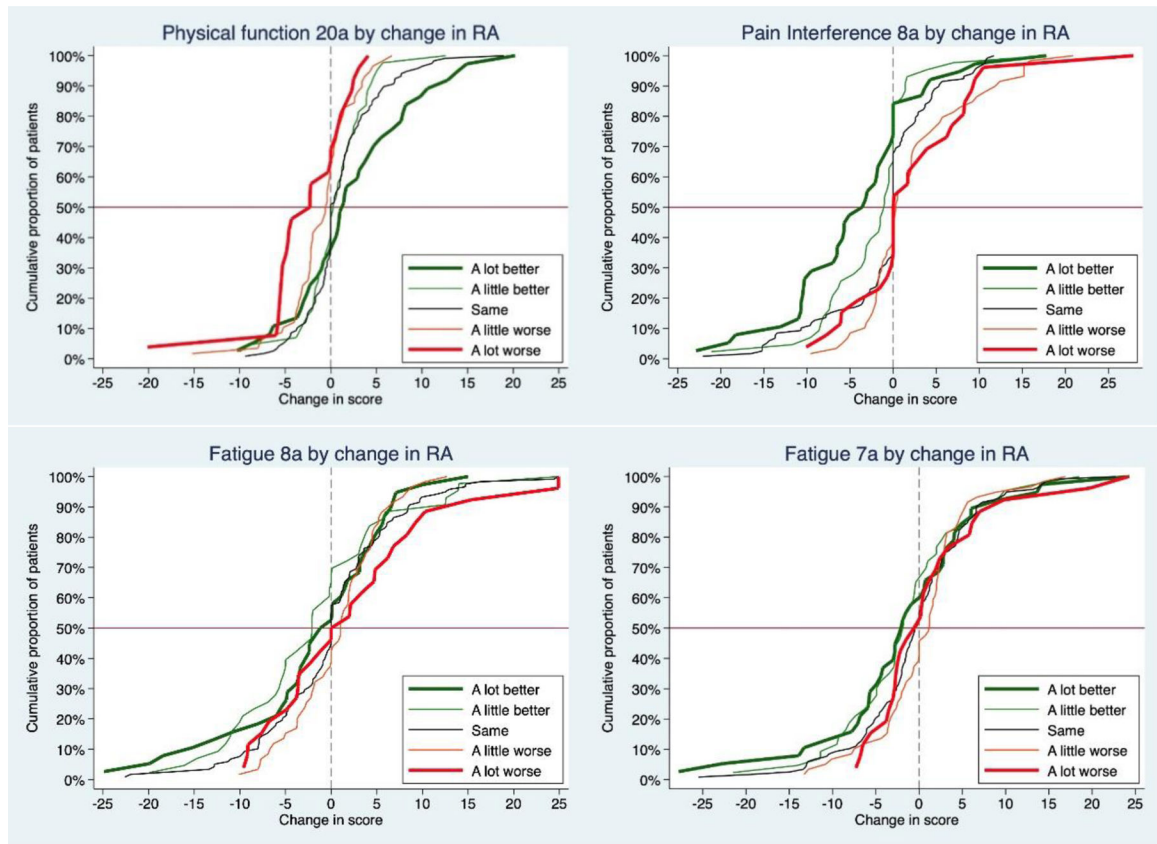 Physical function 20a by change in RA
Cumulative proportion of patients
100%
90%
80%
70%
60%
50%
40%
30%
20%
10%
0%
A lot better
A little better
Same
A little worse
A lot worse
-25 -20 -15 -10 -5 0 5 10 15 20 25
Change in score
Pain Interference 8a by change in RA
Cumulative proportion of patients
100%
90%
80%
70%
60%
50%
40%
30%
20%
10%
0%
A lot better
A little better
Same
A little worse
A lot worse
-25 -20 -15 -10 -5 0 5 10 15 20 25
Change in score
Fatigue 8a by change in RA
Cumulative proportion of patients
100%
90%
80%
70%
60%
50%
40%
30%
20%
10%
0%
A lot better
A little better
Same
A little worse
A lot worse
-25 -20 -15 -10 -5 0 5 10 15 20 25
Change in score
Fatigue 7a by change in RA
Cumulative proportion of patients
100%
90%
80%
70%
60%
50%
40%
30%
20%
10%
0%
A lot better
A little better
Same
A little worse
A lot worse
-25 -20 -15 -10 -5 0 5 10 15 20 25
Change in score